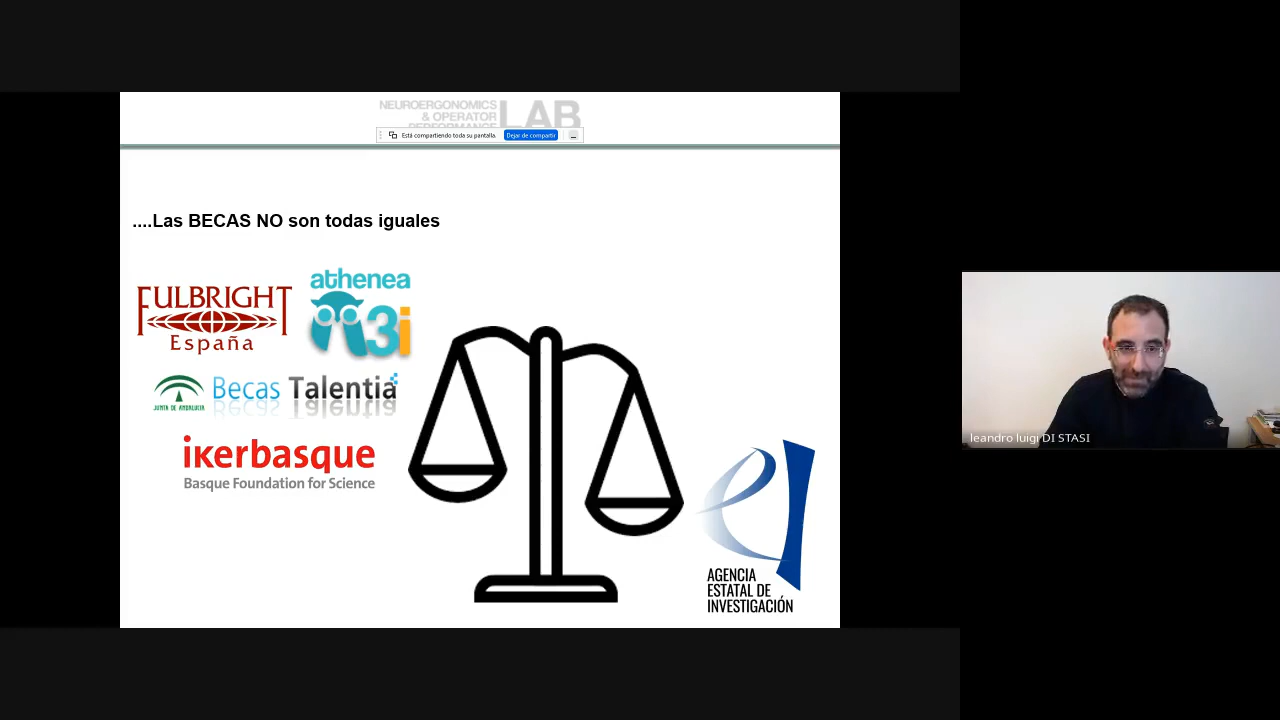 NEUROERGONOMICS
& OPERATOR
PERFORMANCE
LAB
Está compartiendo toda su pantalla.
Dejar de compartir
....Las BECAS NO son todas iguales
FULBRIGHT
España
athenea
3i
JUNTA DE ANDALUCIA
Becas Talentia
ikerbasque
Basque Foundation for Science
AGENCIA
ESTATAL DE
INVESTIGACIÓN
leandro luigi DI STASI